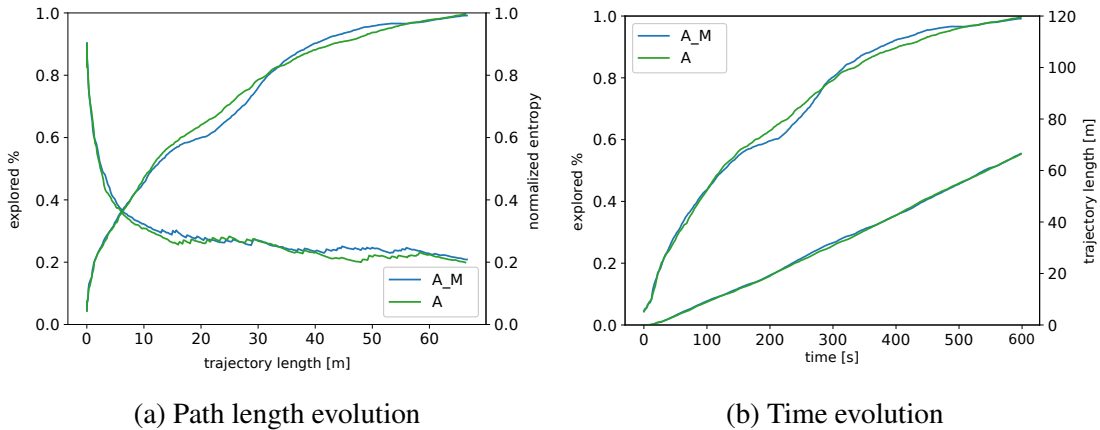 1.0
0.8
0.6
0.4
0.2
0.0
explored %
0 10 20 30 40 50 60
trajectory length [m]
1.0
0.8
0.6
0.4
0.2
0.0
normalized entropy
A_M
A
(a) Path length evolution
1.0
0.8
0.6
0.4
0.2
0.0
explored %
0 100 200 300 400 500 600
time [s]
120
100
80
60
40
20
0
trajectory length [m]
A_M
A
(b) Time evolution